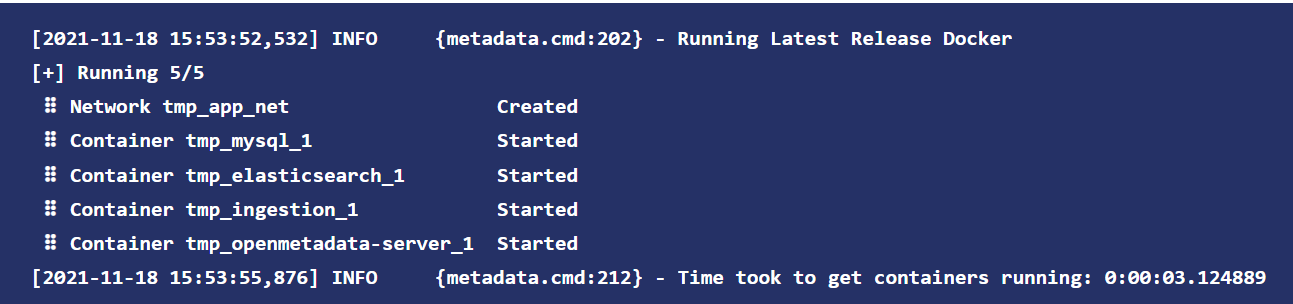 [2021-11-18 15:53:52,532] INFO     {metadata.cmd:202} - Running Latest Release Docker
[+] Running 5/5
⠿ Network tmp_app_net                  Created
⠿ Container tmp_mysql_1                Started
⠿ Container tmp_elasticsearch_1        Started
⠿ Container tmp_ingestion_1            Started
⠿ Container tmp_openmetadata-server_1  Started
[2021-11-18 15:53:55,876] INFO     {metadata.cmd:212} - Time took to get containers running: 0:00:03.124889